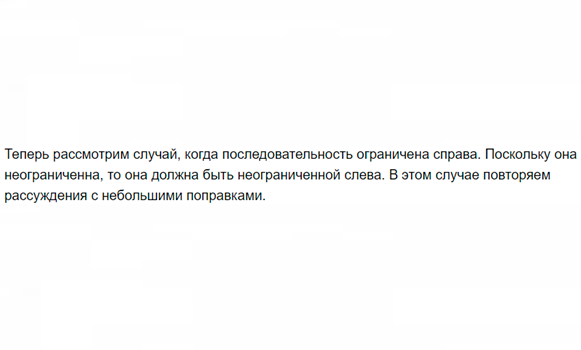 Теперь рассмотрим случай, когда последовательность ограничена справа. Поскольку она
неограниченна, то она должна быть неограниченной слева. В этом случае повторяем
рассуждения с небольшими поправками.